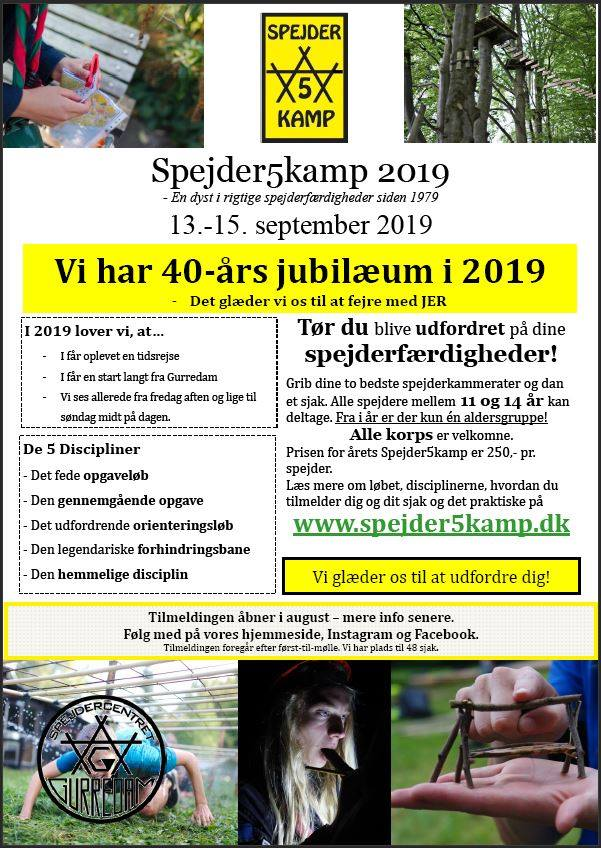 SPEJDER
5
KAMP
Spejder5kamp 2019
- En dyst i rigtige spejderfærdigheder siden 1979
13.-15. september 2019
Vi har 40-års jubilæum i 2019
- Det glæder vi os til at fejre med JER
I 2019 lover vi, at...
- I får oplevet en tidsrejse
- I får en start langt fra Gurredam
- Vi ses allerede fra fredag aften og lige til
søndag midt på dagen.
De 5 Discipliner
- Det fede opgaveløb
- Den gennemgående opgave
- Det udfordrende orienteringsløb
- Den legendariske forhindringsbane
- Den hemmelige disciplin
Tør du blive udfordret på dine
spejderfærdigheder!
Grib dine to bedste spejderkammerater og dan
et sjak. Alle spejdere mellem 11 og 14 år kan
deltage. Fra i år er der kun én aldersgruppe!
Alle korps er velkomne.
Prisen for årets Spejder5kamp er 250,- pr.
spejder.
Læs mere om løbet, disciplinerne, hvordan du
tilmelder dig og dit sjak og det praktiske på
www.spejder5kamp.dk
Vi glæder os til at udfordre dig!
Tilmeldingen åbner i august – mere info senere.
Følg med på vores hjemmeside, Instagram og Facebook.
Tilmeldingen foregår efter først-til-mølle. Vi har plads til 48 sjak.
SPEJDERCENTRET
G
GURREDAM